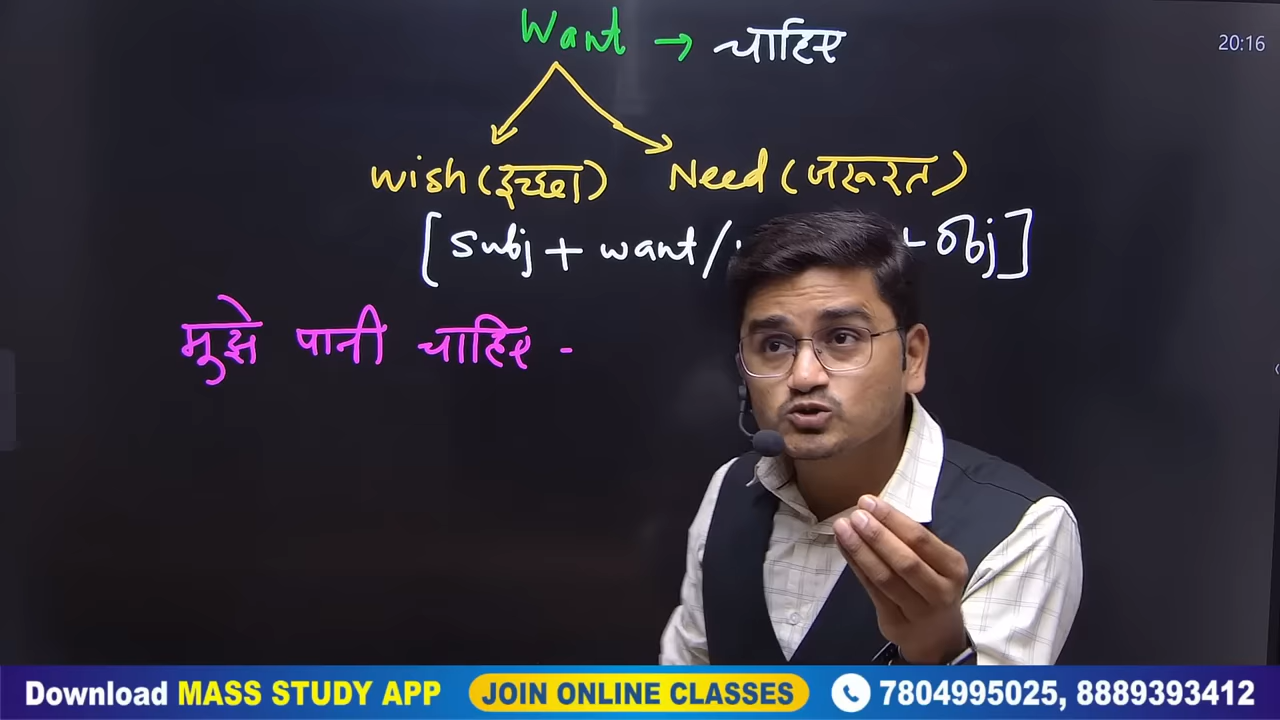 Want → चाहिए
20:16
wish (इच्छा) Need (जरूरत)
[Subj + want / + Obj]
मुझे पानी चाहिए -
Download MASS STUDY APP JOIN ONLINE CLASSES 7804995025, 8889393412